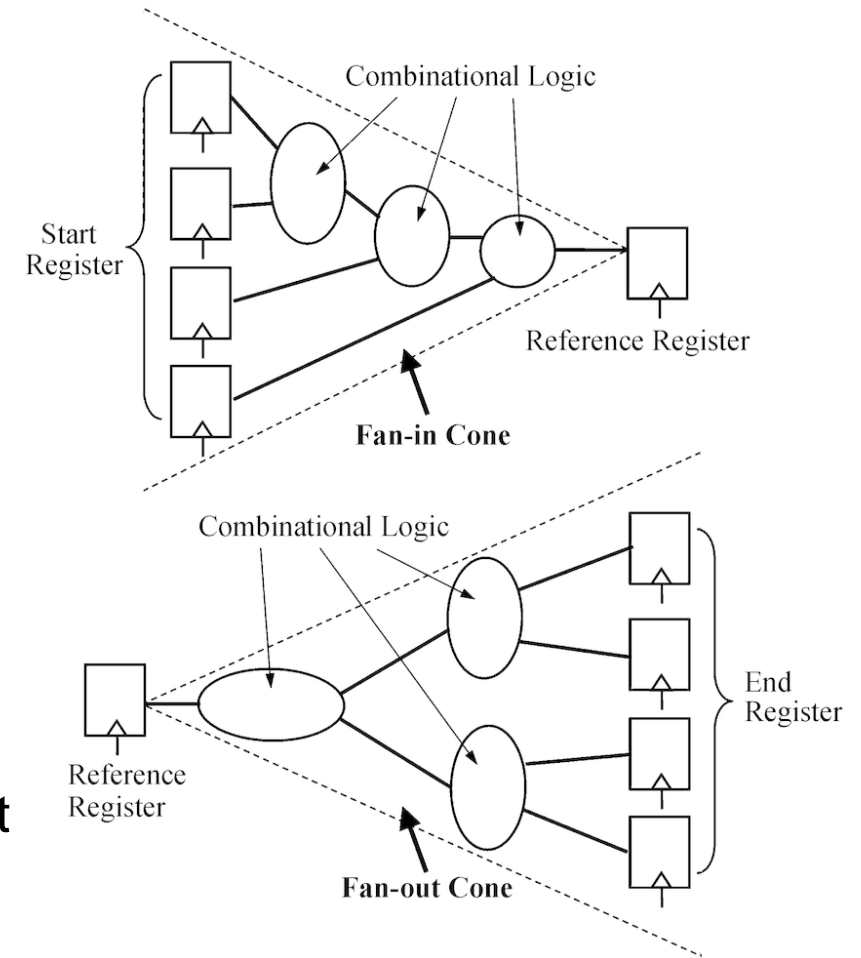 Combinational Logic
Start
Register
Reference Register
Fan-in Cone
Combinational Logic
End
Register
Reference
Register
t
Fan-out Cone